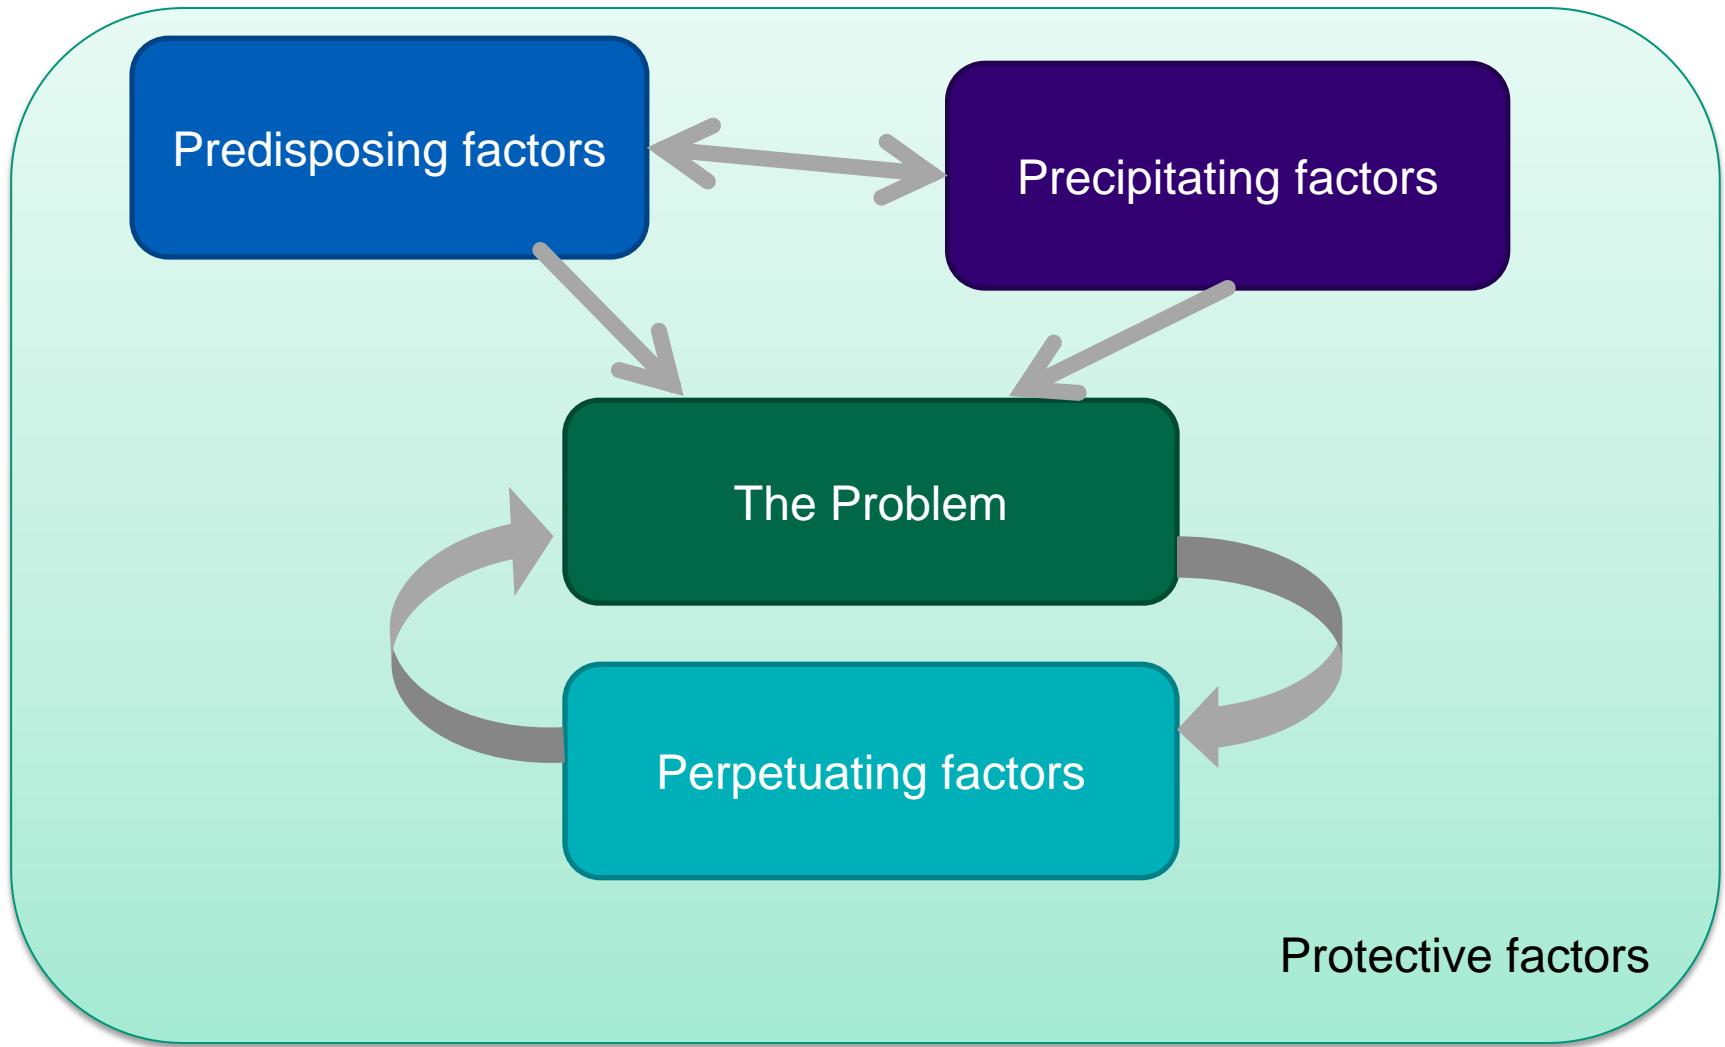 Predisposing factors
Precipitating factors
The Problem
Perpetuating factors
Protective factors